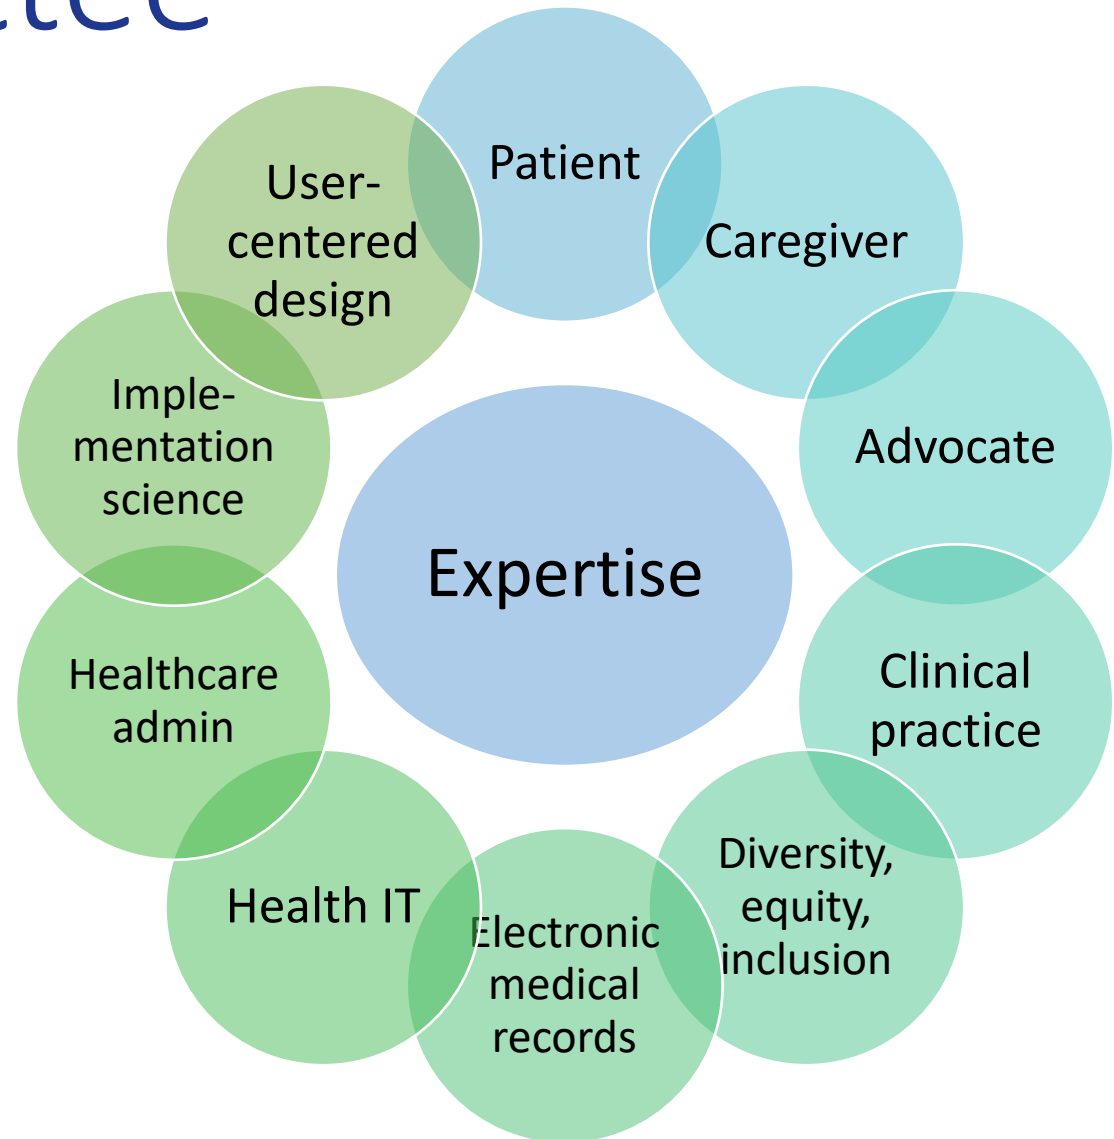 Patient
Caregiver
Advocate
Clinical
practice
Diversity,
equity,
inclusion
Electronic
medical
records
Health IT
Healthcare
admin
Imple-
mentation
science
User-
centered
design
Expertise